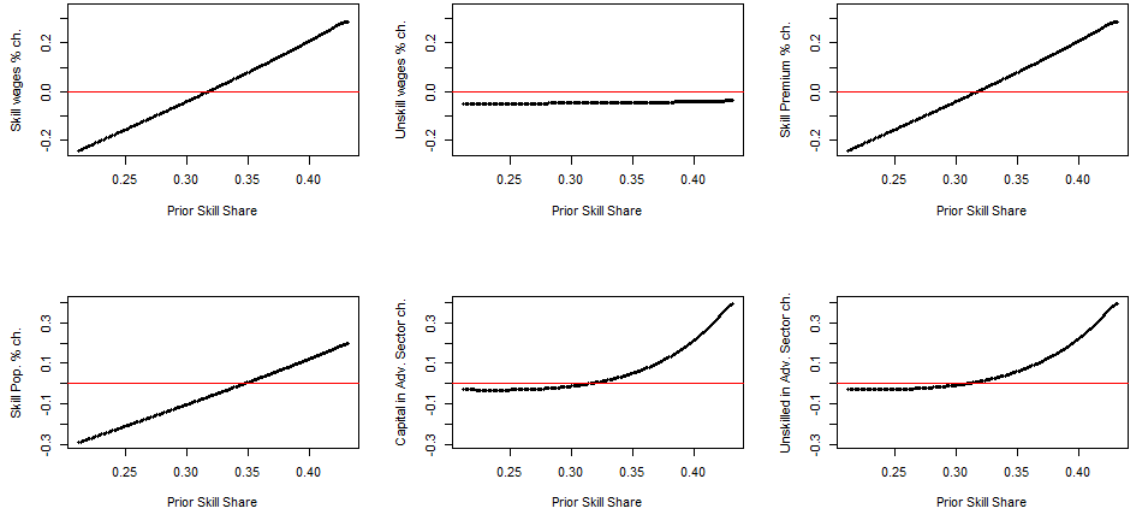 Skill wages % ch.
0.2
0.0
-0.2
0.25 0.30 0.35 0.40
Prior Skill Share
Unskill wages % ch.
0.2
0.0
-0.2
0.25 0.30 0.35 0.40
Prior Skill Share
Skill Premium % ch.
0.2
0.0
-0.2
0.25 0.30 0.35 0.40
Prior Skill Share
Skill Pop. % ch.
0.3
0.1
-0.1
-0.3
0.25 0.30 0.35 0.40
Prior Skill Share
Capital in Adv. Sector ch.
0.3
0.1
-0.1
-0.3
0.25 0.30 0.35 0.40
Prior Skill Share
Unskilled in Adv. Sector ch.
0.3
0.1
-0.1
-0.3
0.25 0.30 0.35 0.40
Prior Skill Share